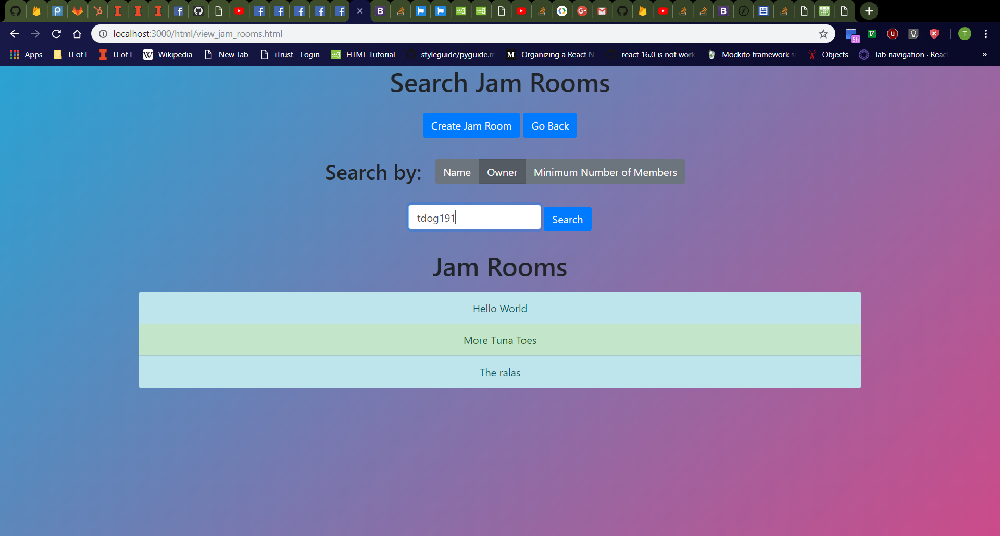 localhost:3000/html/view_jam_rooms.html
5h
T
Apps
U of I
U of I
Wikipedia
New Tab
iTrust - Login
HTML Tutorial
styleguide/pyguide.m
Organizing a React N
react 16.0 is not work
Mockito framework si
Objects
Tab navigation · Reac
»
Search Jam Rooms
Create Jam Room
Go Back
Search by:
Name
Owner
Minimum Number of Members
tdog191
Search
Jam Rooms
Hello World
More Tuna Toes
The ralas